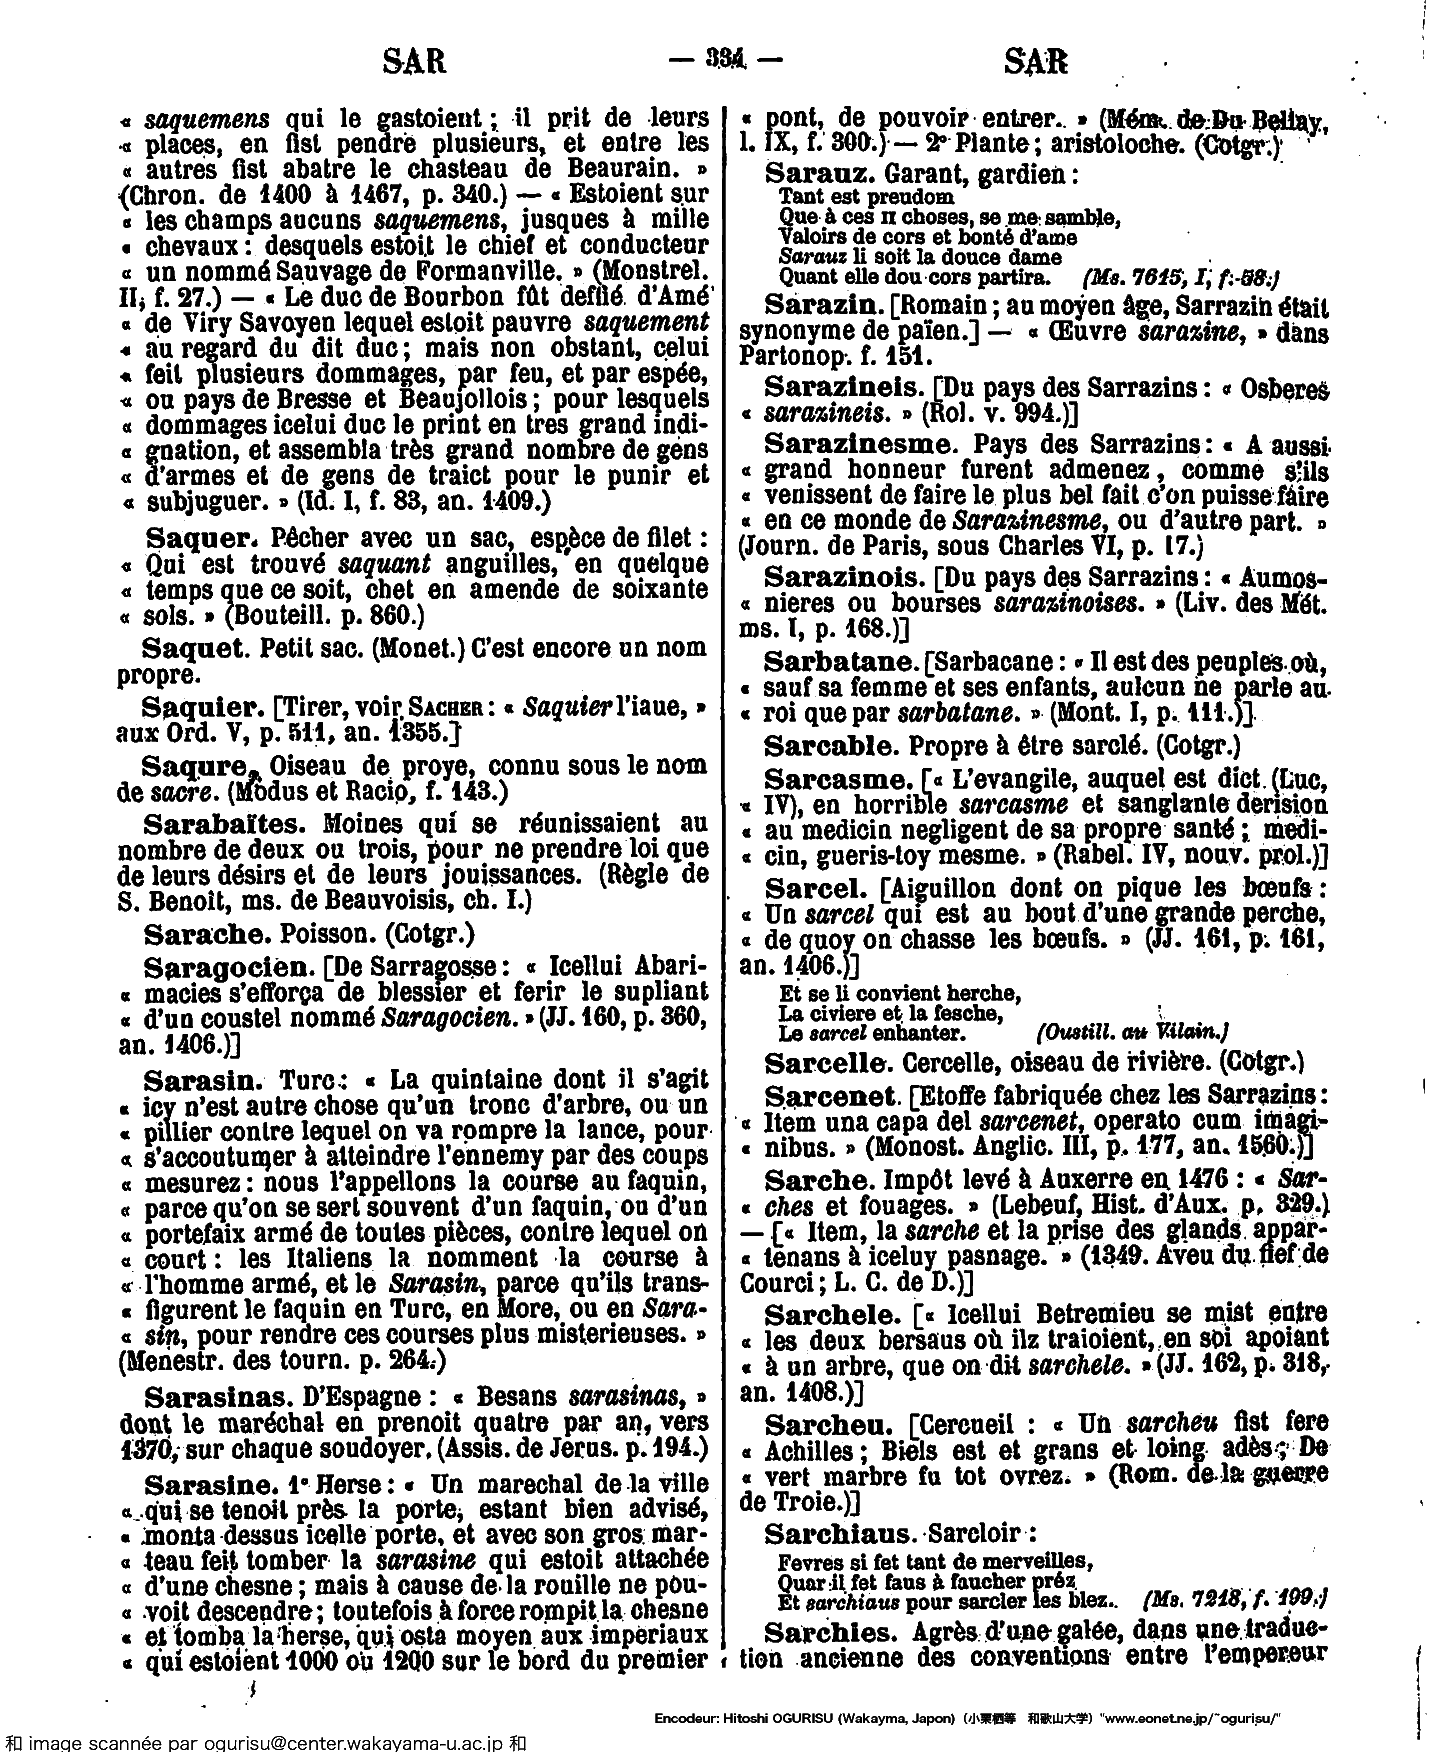 SAR
— 334 —
SAR
« saquemens qui le gastoient ; il prit de leurs
« places, en fist pendre plusieurs, et entre les
« autres fist abatre le chasteau de Beaurain. »
(Chron. de 1400 à 1467, p. 340.) — « Estoient sur
« les champs aucuns saquemens, jusques à mille
« chevaux : desquels estoit le chief et conducteur
« un nommé Sauvage de Formanville. » (Monstrel.
II, f. 27.) — « Le duc de Bourbon fût deffié d'Amé
« de Viry Savoyen lequel estoit pauvre saquement
« au regard du dit duc ; mais non obstant, celui
« feit plusieurs dommages, par feu, et par espée,
« ou pays de Bresse et Beaujollois ; pour lesquels
« dommages icelui duc le print en tres grand indi-
« gnation, et assembla très grand nombre de gens
« d'armes et de gens de traict pour le punir et
« subjuguer. » (Id. I, f. 83, an. 1409.)
Saquer. Pêcher avec un sac, espèce de filet :
« Qui est trouvé saquant anguilles, en quelque
« temps que ce soit, chet en amende de soixante
« sols. » (Bouteill. p. 860.)
Saquet. Petit sac. (Monet.) C'est encore un nom
propre.
Saquier. [Tirer, voir SACHER : « Saquier l'iaue, »
aux Ord. V, p. 511, an. 1355.]
Saqure. Oiseau de proye, connu sous le nom
de sacre. (Modus et Racio, f. 143.)
Sarabaïtes. Moines qui se réunissaient au
nombre de deux ou trois, pour ne prendre loi que
de leurs désirs et de leurs jouissances. (Règle de
S. Benoit, ms. de Beauvoisis, ch. I.)
Sarache. Poisson. (Cotgr.)
Saragocien. [De Sarragosse : « Icellui Abari-
« macies s'efforça de blessier et ferir le supliant
« d'un coustel nommé Saragocien. » (JJ. 160, p. 360,
an. 1406.)]
Sarasin. Turc : « La quintaine dont il s'agit
« icy n'est autre chose qu'un tronc d'arbre, ou un
« pillier contre lequel on va rompre la lance, pour
« s'accoutumer à atteindre l'ennemy par des coups
« mesurez : nous l'appellons la course au faquin,
« parce qu'on se sert souvent d'un faquin, ou d'un
« portefaix armé de toutes pièces, contre lequel on
« court : les Italiens la nomment la course à
« l'homme armé, et le Sarasin, parce qu'ils trans-
« figurent le faquin en Turc, en More, ou en Sara-
« sin, pour rendre ces courses plus misterieuses. »
(Menestr. des tourn. p. 264.)
Sarasinas. D'Espagne : « Besans sarasinas, »
dont le maréchal en prenoit quatre par an, vers
1370, sur chaque soudoyer. (Assis. de Jerus. p. 194.)
Sarasine. 1° Herse : « Un marechal de la ville
« qui se tenoit près la porte, estant bien advisé,
« monta dessus icelle porte, et avec son gros mar-
« teau feit tomber la sarasine qui estoit attachée
« d'une chesne ; mais à cause de la rouille ne pou-
« voit descendre ; toutefois à force rompit la chesne
« et tomba la herse, qui osta moyen aux imperiaux
« qui estoient 1000 ou 1200 sur le bord du premier
« pont, de pouvoir entrer. » (Mém. de Du Bellay,
l. IX, f. 300.) — 2° Plante ; aristoloche. (Cotgr.)
Sarauz. Garant, gardien :
Tant est preudom
Que à ces II choses, se me samble,
Valoirs de cors et bonté d'ame
Sarauz li soit la douce dame
Quant elle dou cors partira. (Ms. 7615, I, f. 58.)
Sarazin. [Romain ; au moyen âge, Sarrazin était
synonyme de païen.] — « Œuvre sarazine, » dans
Partonop. f. 151.
Sarazineis. [Du pays des Sarrazins : « Osberes
« sarazineis. » (Rol. v. 994.)]
Sarazinesme. Pays des Sarrazins : « A aussi
« grand honneur furent admenez, comme s'ils
« venissent de faire le plus bel fait c'on puisse faire
« en ce monde de Sarazinesme, ou d'autre part. »
(Journ. de Paris, sous Charles VI, p. 17.)
Sarazinois. [Du pays des Sarrazins : « Aumos-
« nieres ou bourses sarazinoises. » (Liv. des Mét.
ms. I, p. 168.)]
Sarbatane. [Sarbacane : « Il est des peuples où,
« sauf sa femme et ses enfants, aulcun ne parle au
« roi que par sarbatane. » (Mont. I, p. 111.)]
Sarcable. Propre à être sarclé. (Cotgr.)
Sarcasme. [« L'evangile, auquel est dict (Luc,
« IV), en horrible sarcasme et sanglante derision
« au medicin negligent de sa propre santé ; medi-
« cin, gueris-toy mesme. » (Rabel. IV, nouv. prol.)]
Sarcel. [Aiguillon dont on pique les bœufs :
« Un sarcel qui est au bout d'une grande perche,
« de quoy on chasse les bœufs. » (JJ. 161, p. 161,
an. 1406.)]
Et se li convient herche,
La civiere et la fesche,
Le sarcel enhanter. (Oustill. au Vilain.)
Sarcelle. Cercelle, oiseau de rivière. (Cotgr.)
Sarcenet. [Etoffe fabriquée chez les Sarrazins :
« Item una capa del sarcenet, operato cum imagi-
« nibus. » (Monost. Anglic. III, p. 177, an. 1560.)]
Sarche. Impôt levé à Auxerre en 1476 : « Sar-
« ches et fouages. » (Lebeuf, Hist. d'Aux. p. 329.)
— [« Item, la sarche et la prise des glands appar-
« tenans à iceluy pasnage. » (1349. Aveu du fief de
Courci ; L. C. de D.)]
Sarchele. [« Icellui Betremieu se mist entre
« les deux bersaus où ilz traioient, en soi apoiant
« à un arbre, que on dit sarchele. » (JJ. 162, p. 318,
an. 1408.)]
Sarcheu. [Cercueil : « Un sarcheu fist fere
« Achilles ; Biels est et grans et loing adès ; De
« vert marbre fu tot ovrez. » (Rom. de la guerre
de Troie.)]
Sarchiaus. Sarcloir :
Fevres si fet tant de merveilles,
Quar il fet faus à faucher préz
Et sarchiaus pour sarcler les blez. (Ms. 7218, f. 199.)
Sarchies. Agrès d'une galée, dans une traduc-
tion ancienne des conventions entre l'empereur
Encodeur: Hitoshi OGURISU (Wakayma, Japon) (小栗栖等 和歌山大学) "www.eonet.ne.jp/~ogurisu/"
和 image scannée par ogurisu@center.wakayama-u.ac.jp 和